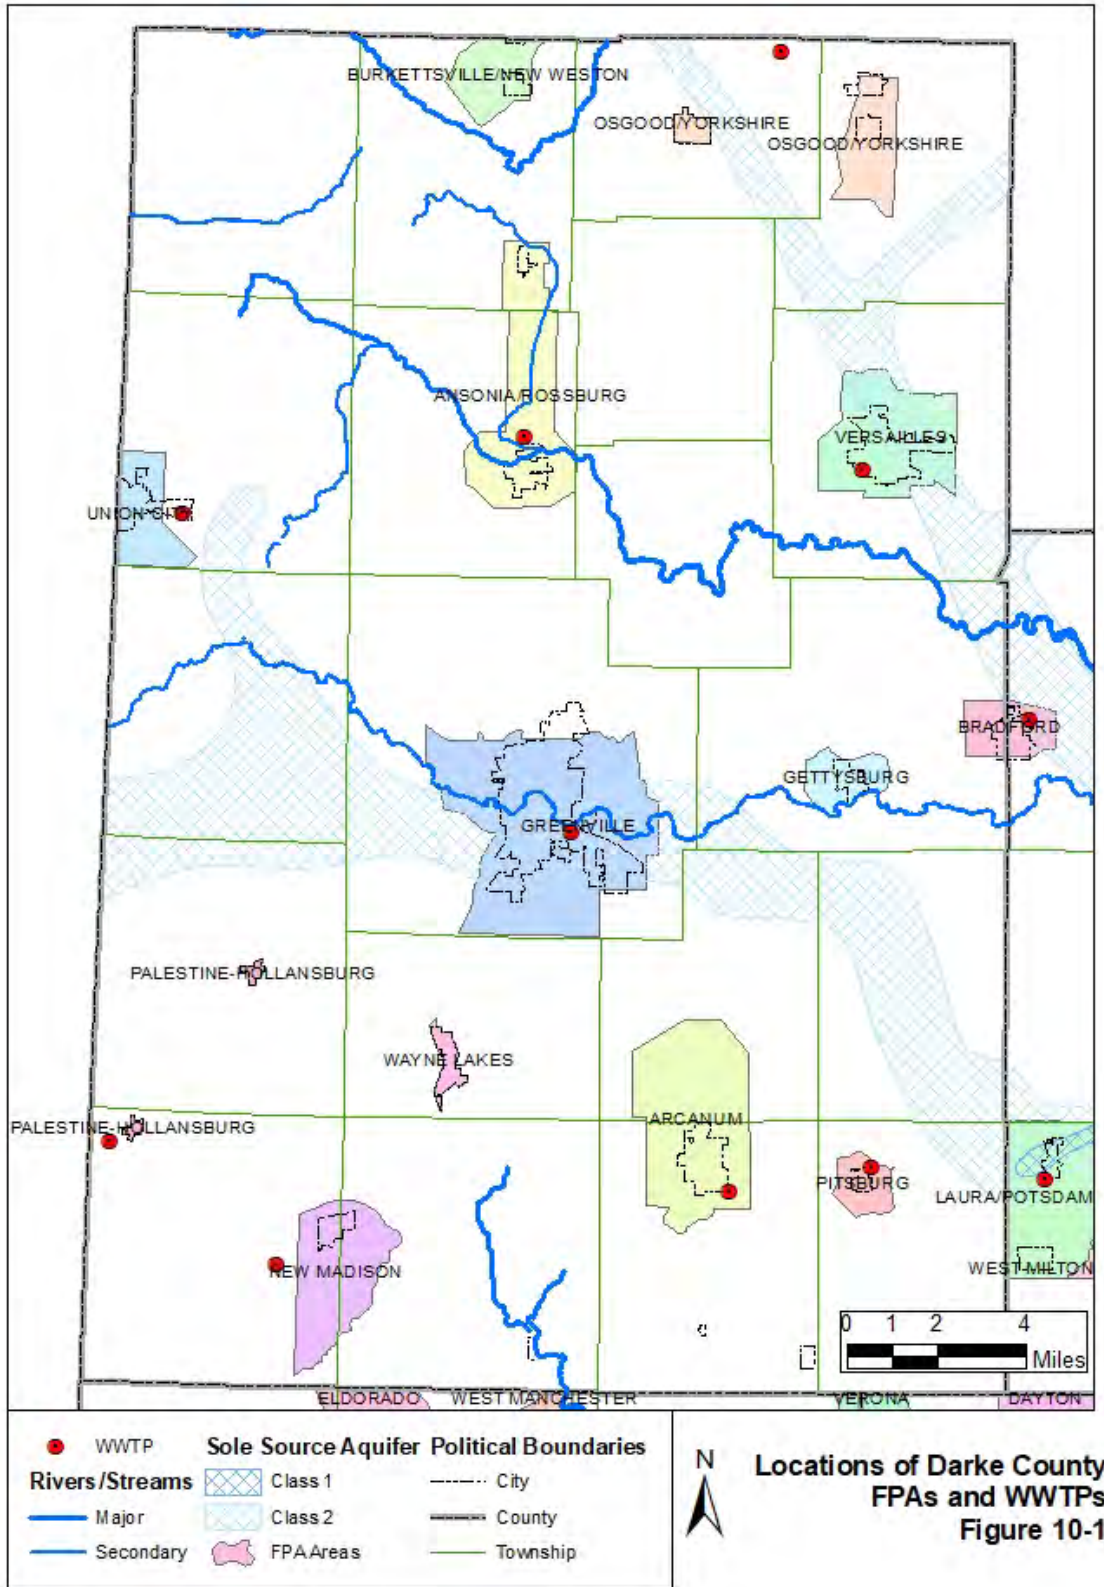 BURKETTSVILLE/NEW WESTON
OSGOOD/YORKSHIRE
OSGOOD/YORKSHIRE
ANSONIA/ROSSBURG
VERSAILLES
UNION CITY
BRADFORD
GETTYSBURG
GREENVILLE
PALESTINE-HOLLANSBURG
WAYNE LAKES
PALESTINE-HOLLANSBURG
ARCANUM
PITSBURG
LAURA/POTSDAM
NEW MADISON
WEST MILTON
0 1 2 4
Miles
ELDORADO
WEST MANCHESTER
VERONA
DAYTON
WWTP
Rivers/Streams
Major
Secondary
Sole Source Aquifer
Class 1
Class 2
FPA Areas
Political Boundaries
City
County
Township
N
Locations of Darke County
FPAs and WWTPs
Figure 10-1